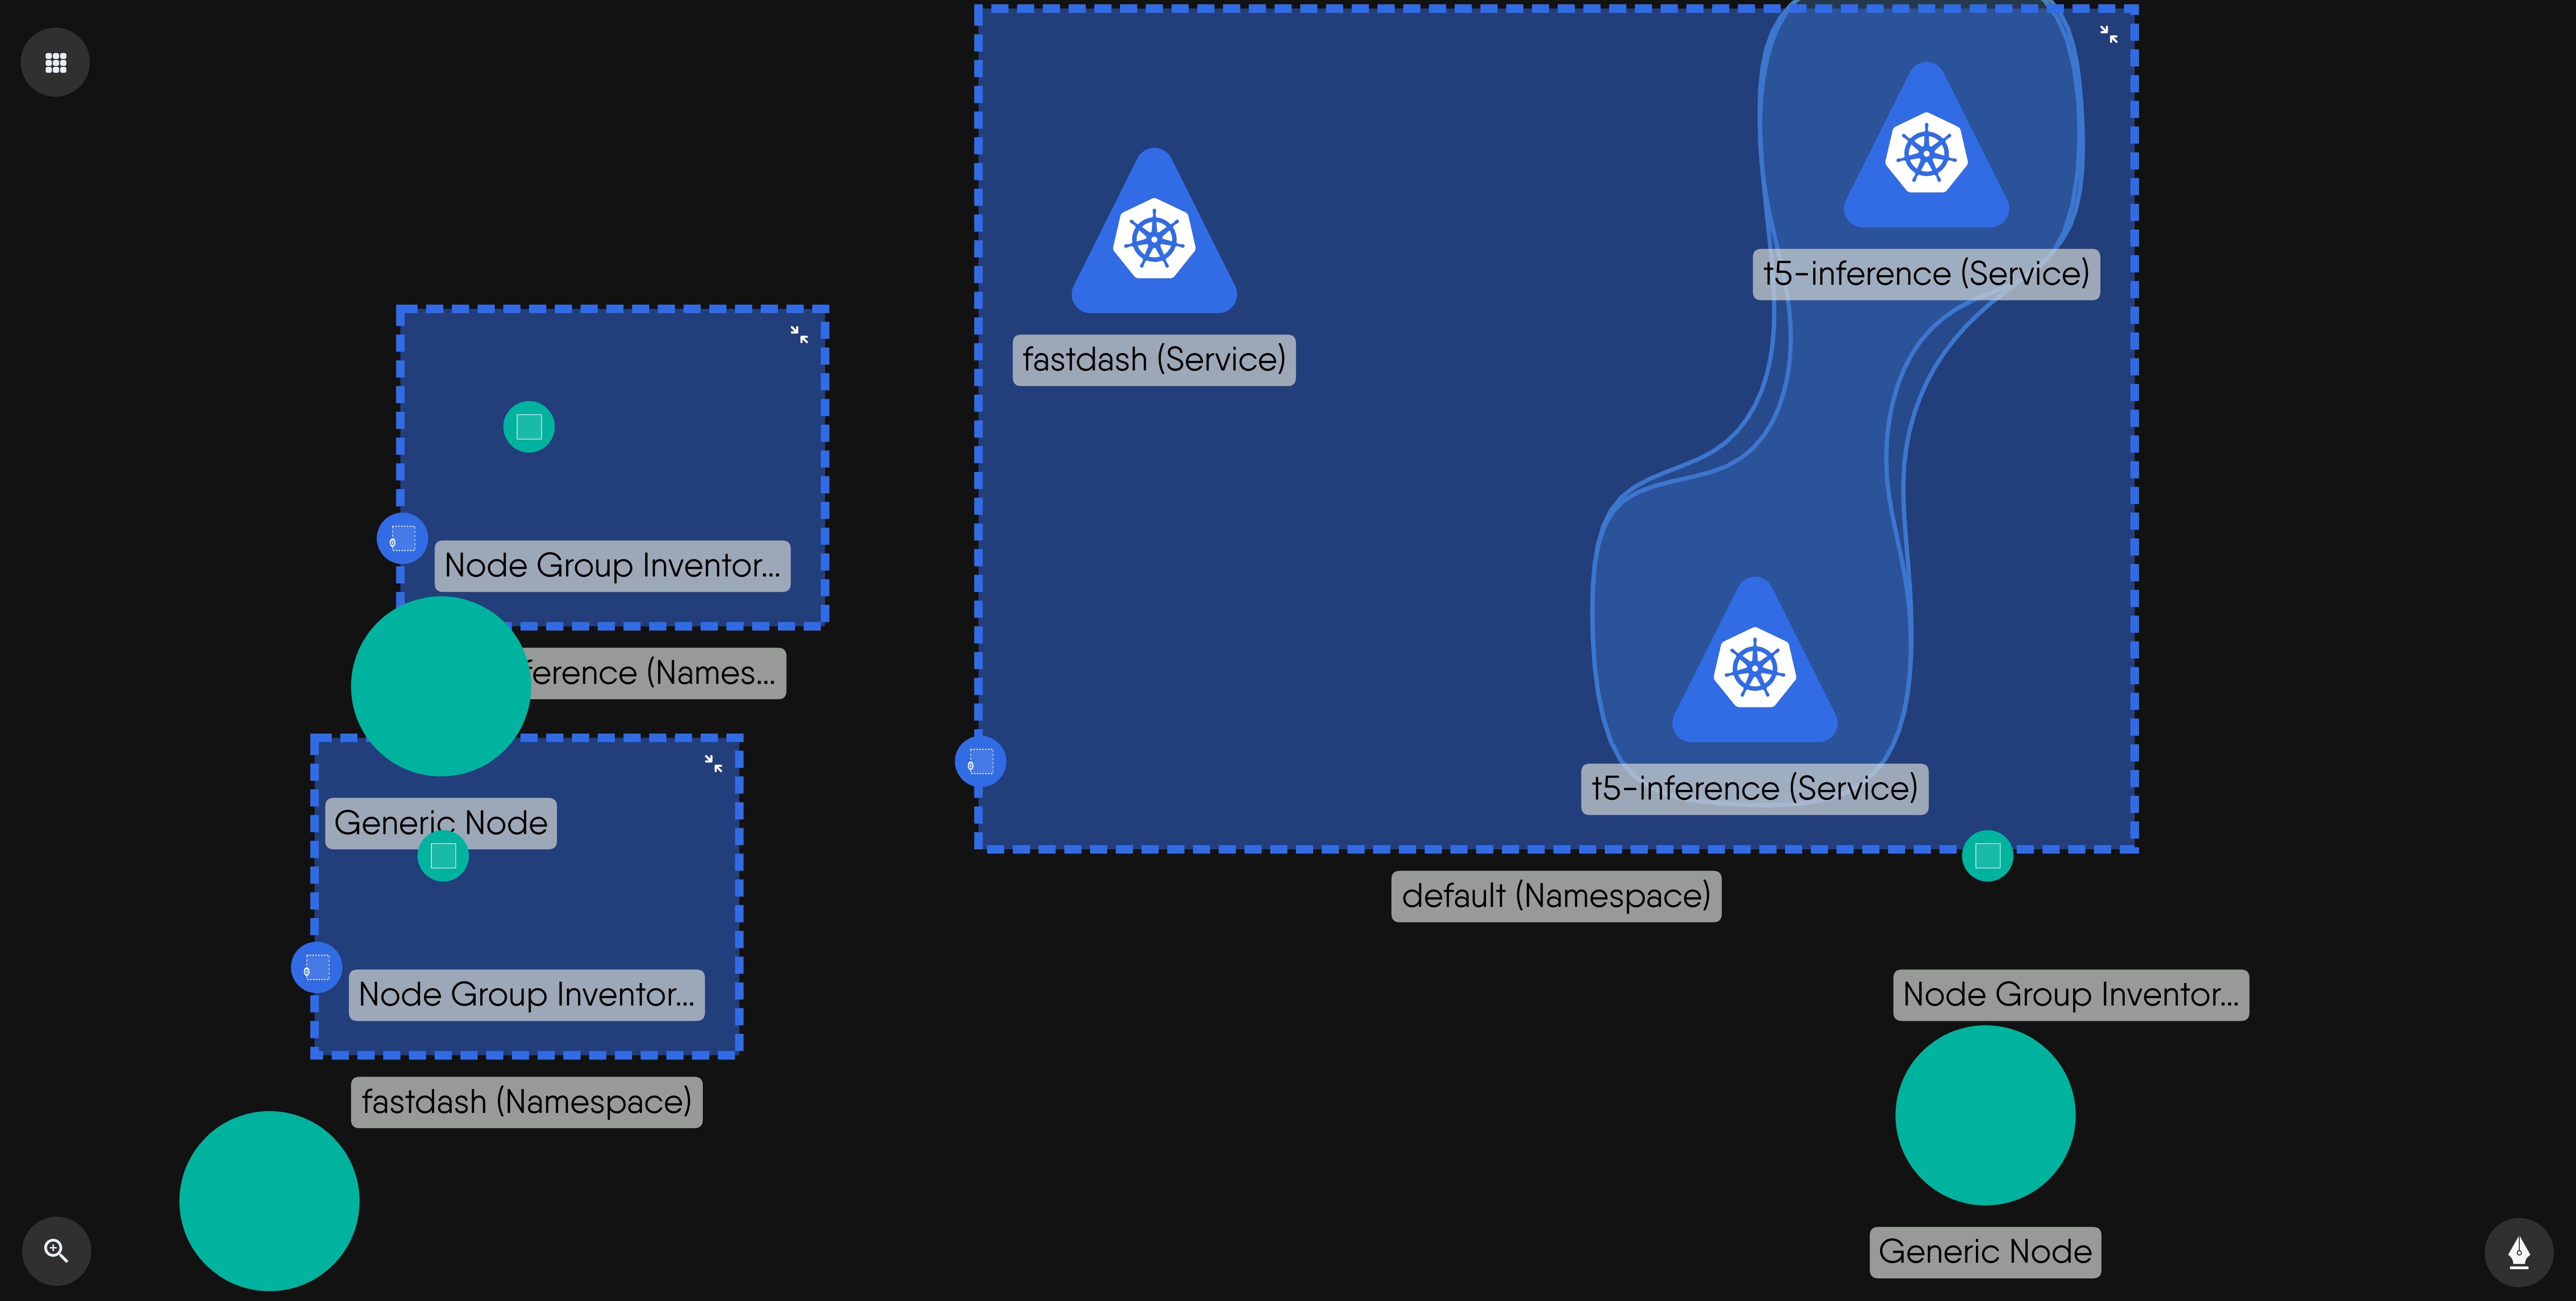 t5-inference (Service)
fastdash (Service)
Node Group Inventor...
ference (Names...
t5-inference (Service)
Generic Node
default (Namespace)
Node Group Inventor...
Node Group Inventor...
fastdash (Namespace)
Generic Node